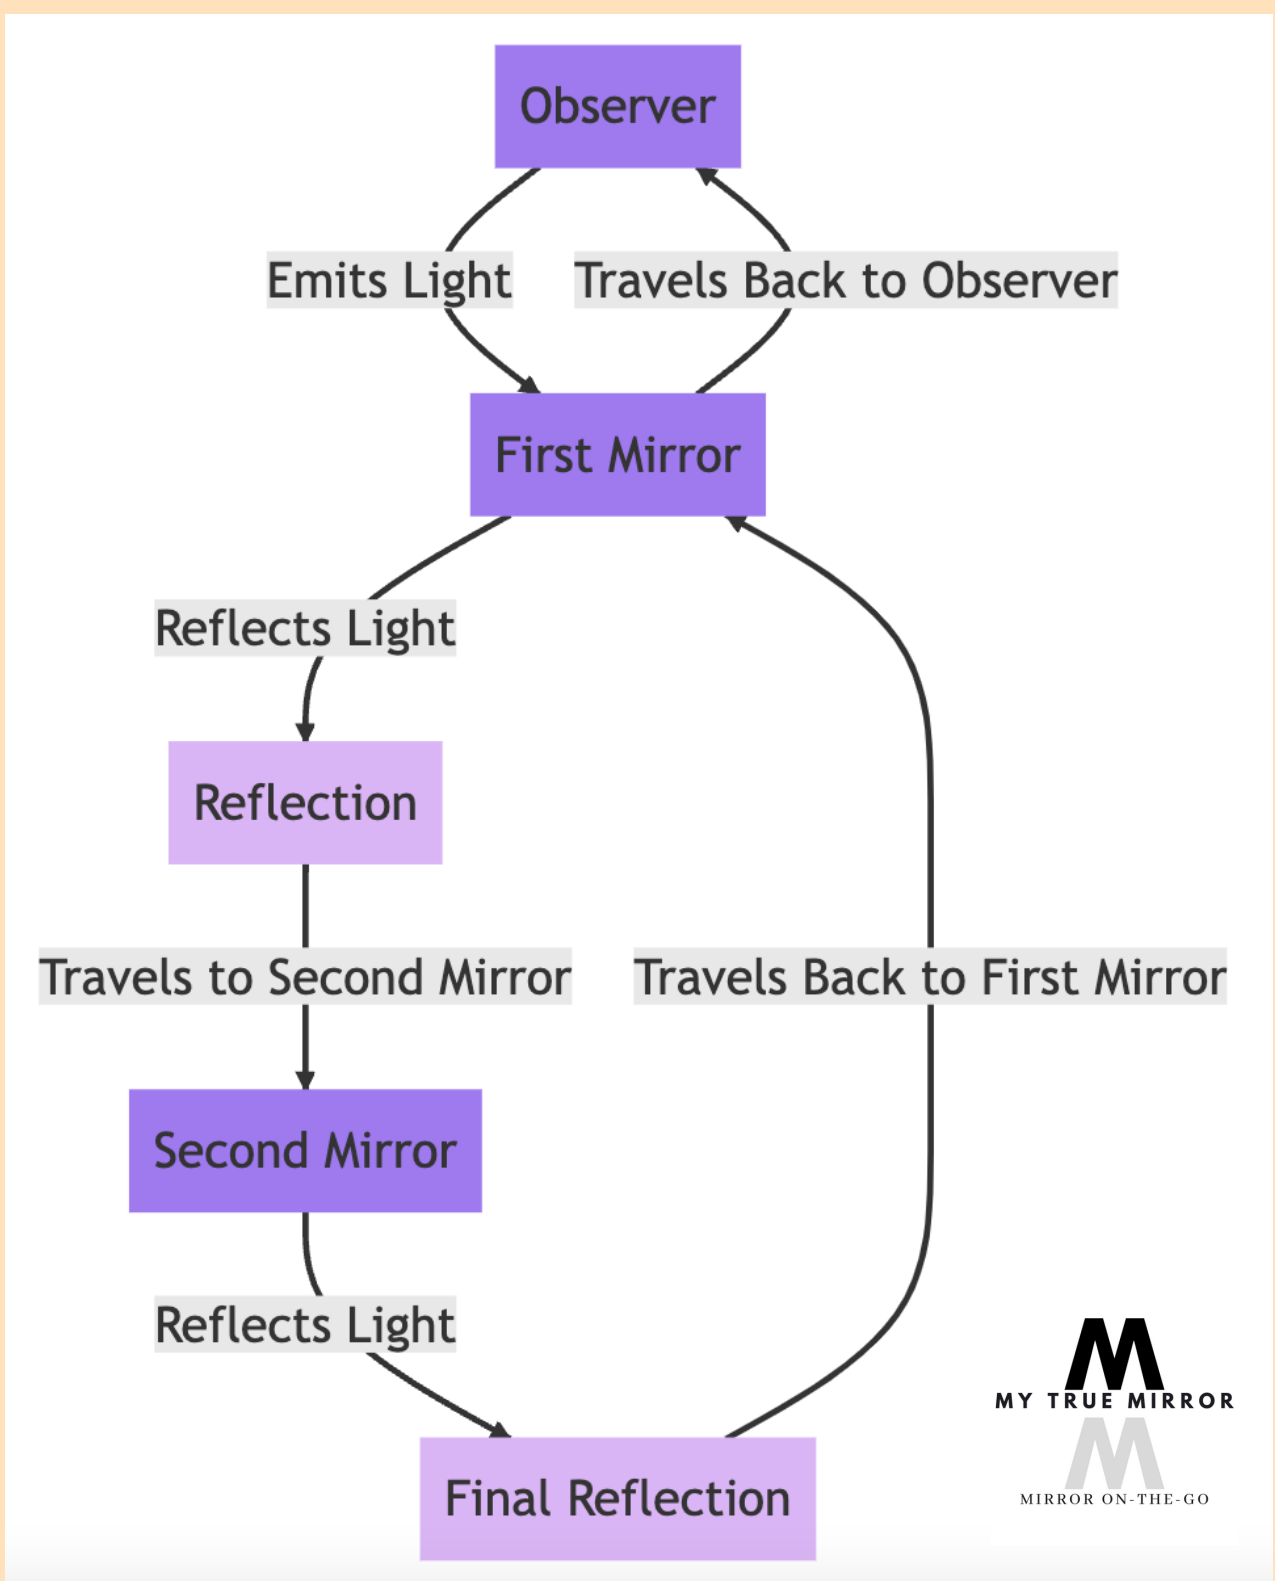 Observer
Emits Light
Travels Back to Observer
First Mirror
Reflects Light
Reflection
Travels to Second Mirror
Travels Back to First Mirror
Second Mirror
Reflects Light
Final Reflection
M
MY TRUE MIRROR
M
MIRROR ON-THE-GO